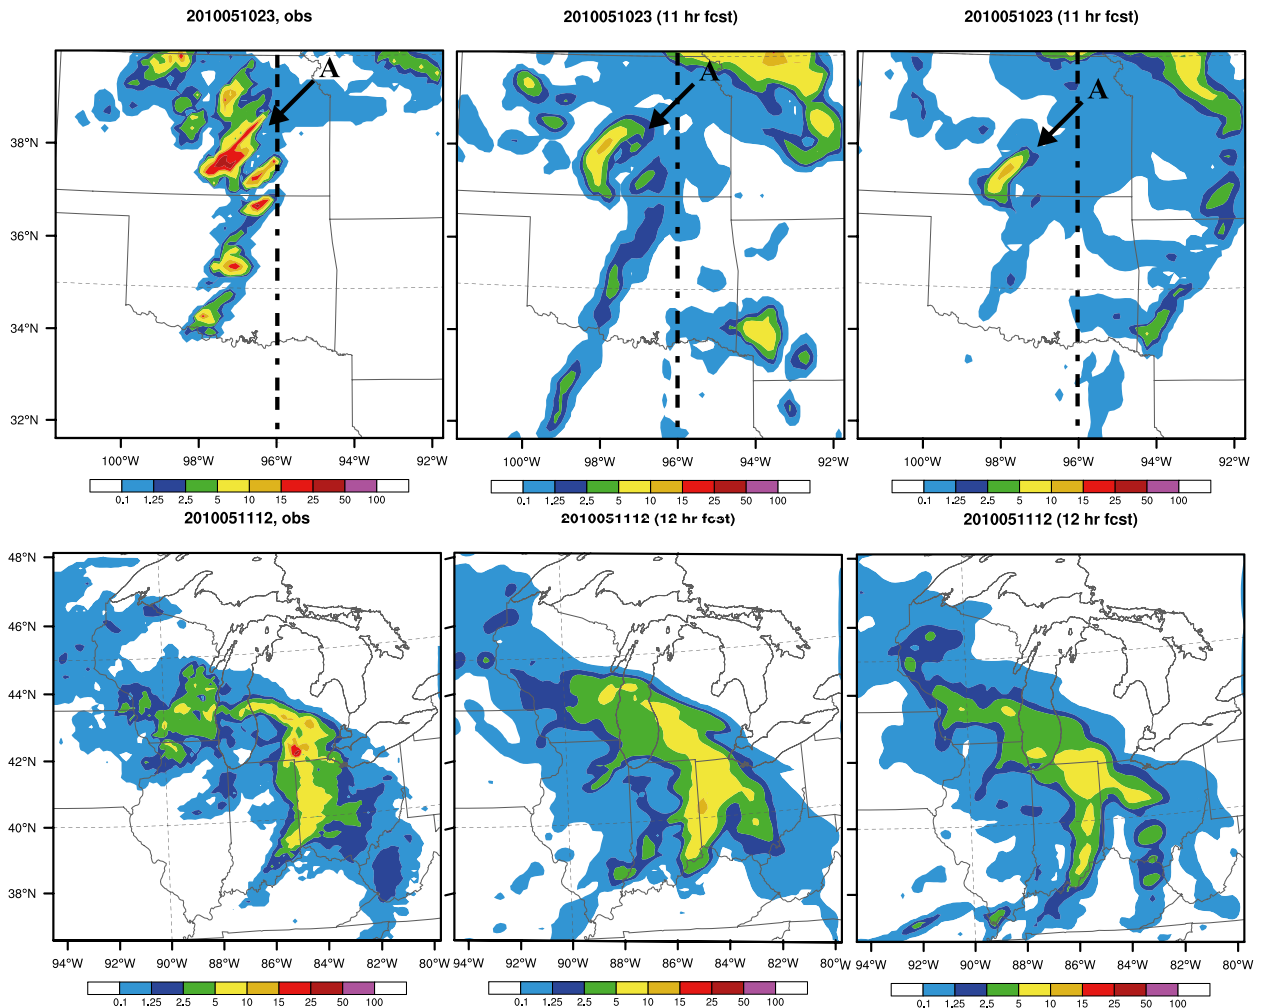 2010051023, obs
2010051023 (11 hr fcst)
2010051023 (11 hr fcst)
A
A
A
38°N
36°N
34°N
32°N
100°W 98°W 96°W 94°W 92°W
100°W 98°W 96°W 94°W 92°W
100°W 98°W 96°W 94°W 92°W
0.1 1.25 2.5 5 10 15 25 50 100
0.1 1.25 2.5 5 10 15 25 50 100
0.1 1.25 2.5 5 10 15 25 50 100
2010051112, obs
2010051112 (12 hr fcst)
2010051112 (12 hr fcst)
48°N
46°N
44°N
42°N
40°N
38°N
94°W 92°W 90°W 88°W 86°W 84°W 82°W 80°W
94°W 92°W 90°W 88°W 86°W 84°W 82°W 80°W
94°W 92°W 90°W 88°W 86°W 84°W 82°W 80°W
0.1 1.25 2.5 5 10 15 25 50 100
0.1 1.25 2.5 5 10 15 25 50 100
0.1 1.25 2.5 5 10 15 25 50 100